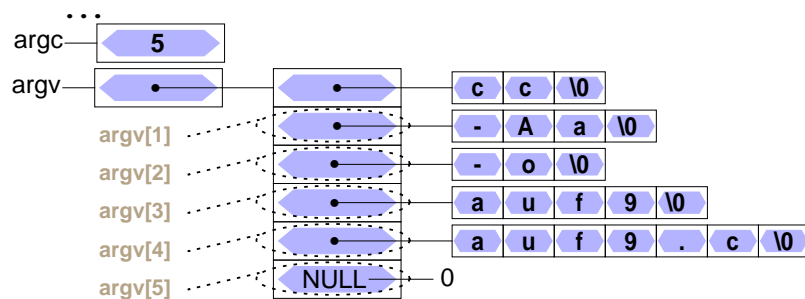 ...
argc 5
argv c c \0
argv[1] - A a \0
argv[2] - o \0
argv[3] a u f 9 \0
argv[4] a u f 9 . c \0
argv[5] NULL 0